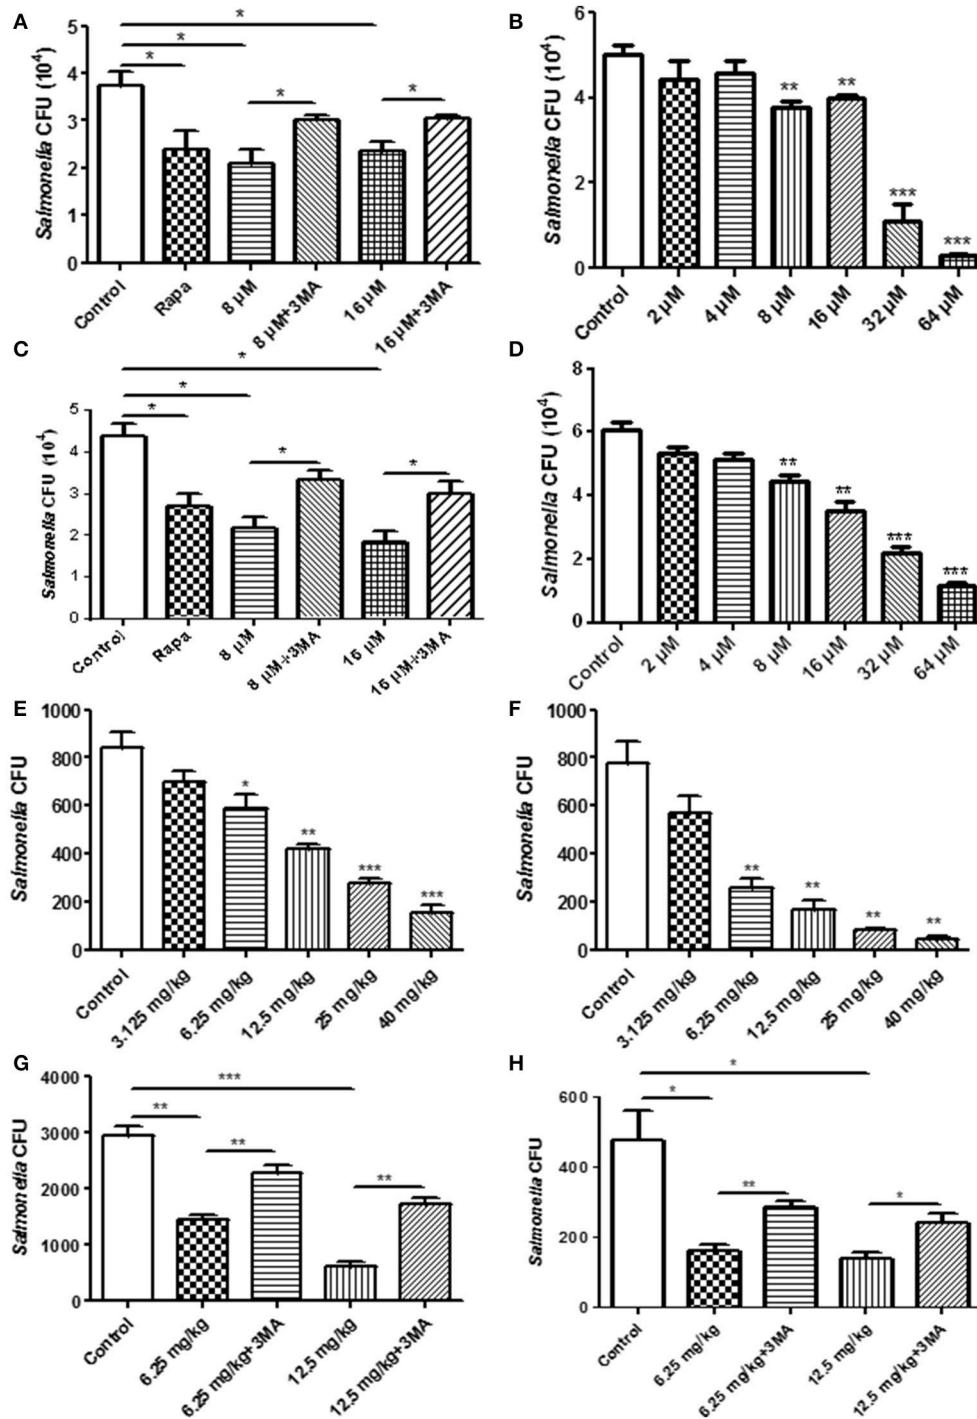 A
Salmonella CFU (10⁴)
5
4
3
2
1
0
* * * * *
Control
Rapa
8 µM
8 µM+3MA
16 µM
16 µM+3MA
B
Salmonella CFU (10⁴)
6
4
2
0
** ** *** ***
Control
2 µM
4 µM
8 µM
16 µM
32 µM
64 µM
C
Salmonella CFU (10⁴)
5
4
3
2
1
0
* * * * *
Control
Rapa
8 µM
8 µM+3MA
16 µM
16 µM+3MA
D
Salmonella CFU (10⁴)
8
6
4
2
0
** ** *** ***
Control
2 µM
4 µM
8 µM
16 µM
32 µM
64 µM
E
Salmonella CFU
1000
800
600
400
200
0
* ** *** ***
Control
3.125 mg/kg
6.25 mg/kg
12.5 mg/kg
25 mg/kg
40 mg/kg
F
Salmonella CFU
1000
800
600
400
200
0
** ** ** **
Control
3.125 mg/kg
6.25 mg/kg
12.5 mg/kg
25 mg/kg
40 mg/kg
G
Salmonella CFU
4000
3000
2000
1000
0
*** ** ** **
Control
6.25 mg/kg
6.25 mg/kg+3MA
12.5 mg/kg
12.5 mg/kg+3MA
H
Salmonella CFU
600
400
200
0
* * ** *
Control
6.25 mg/kg
6.25 mg/kg+3MA
12.5 mg/kg
12.5 mg/kg+3MA